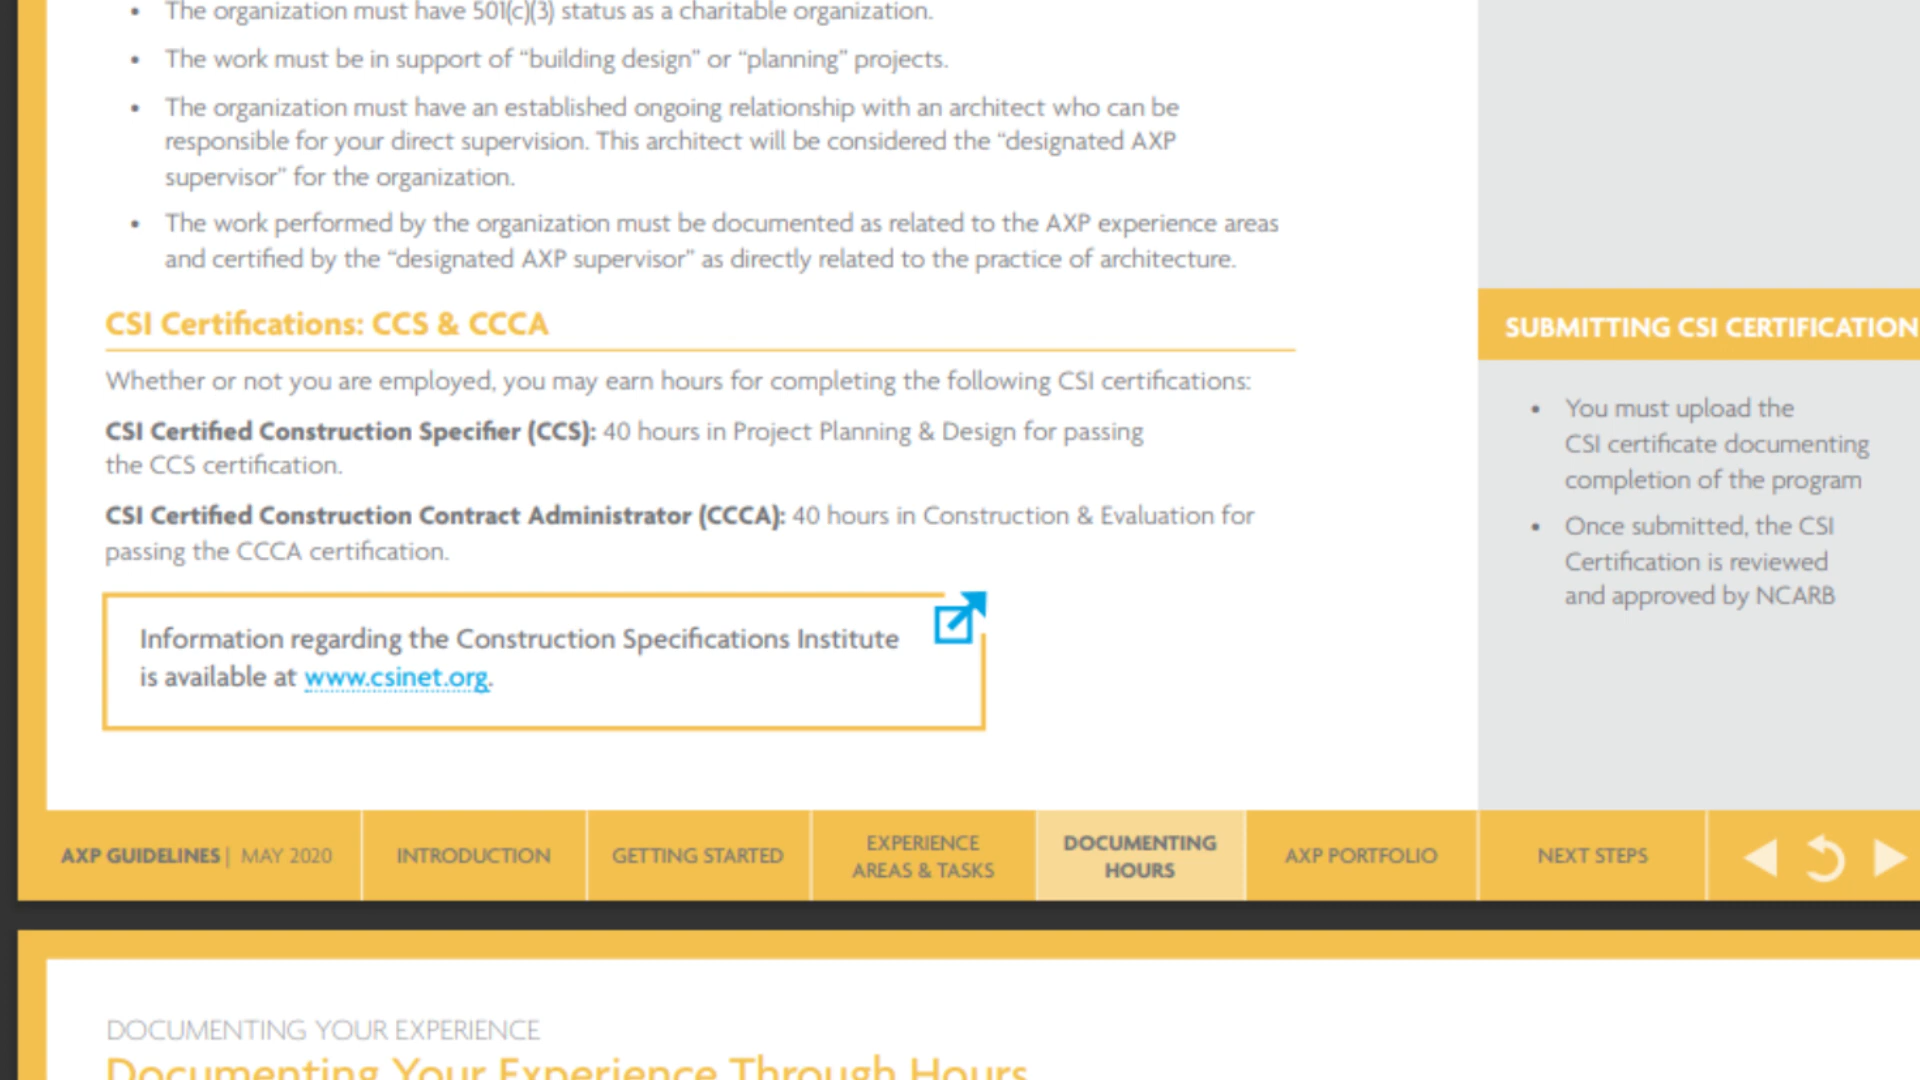 • The organization must have 501(c)(3) status as a charitable organization.
• The work must be in support of “building design” or “planning” projects.
• The organization must have an established ongoing relationship with an architect who can be
responsible for your direct supervision. This architect will be considered the “designated AXP
supervisor” for the organization.
• The work performed by the organization must be documented as related to the AXP experience areas
and certified by the “designated AXP supervisor” as directly related to the practice of architecture.
CSI Certifications: CCS & CCCA
Whether or not you are employed, you may earn hours for completing the following CSI certifications:
CSI Certified Construction Specifier (CCS): 40 hours in Project Planning & Design for passing
the CCS certification.
CSI Certified Construction Contract Administrator (CCCA): 40 hours in Construction & Evaluation for
passing the CCCA certification.
Information regarding the Construction Specifications Institute
is available at www.csinet.org.
SUBMITTING CSI CERTIFICATION
• You must upload the
CSI certificate documenting
completion of the program
• Once submitted, the CSI
Certification is reviewed
and approved by NCARB
AXP GUIDELINES | MAY 2020
INTRODUCTION
GETTING STARTED
EXPERIENCE
AREAS & TASKS
DOCUMENTING
HOURS
AXP PORTFOLIO
NEXT STEPS
DOCUMENTING YOUR EXPERIENCE
Documenting Your Experience Through Hours